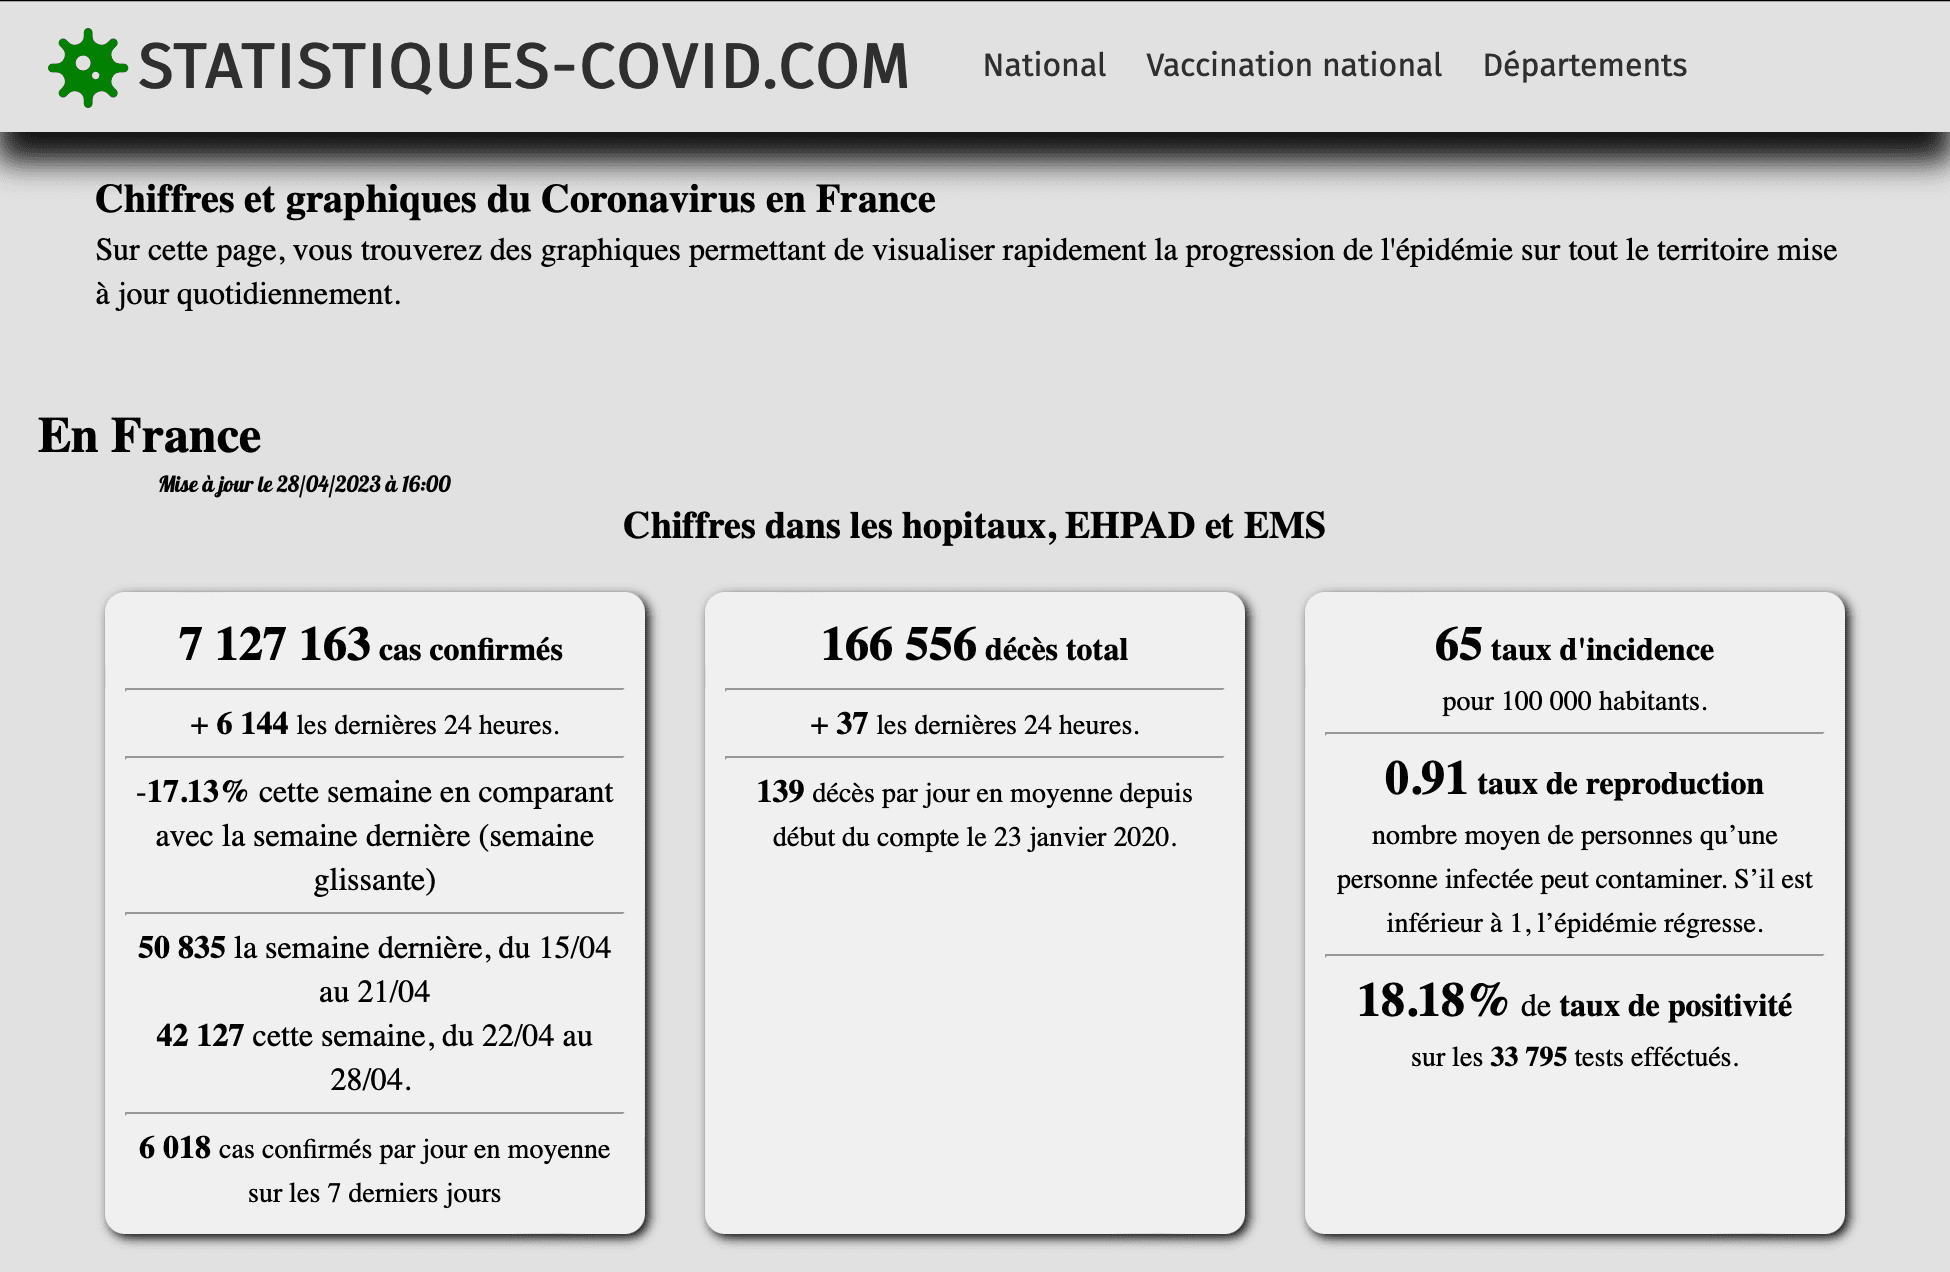 STATISTIQUES-COVID.COM National Vaccination national Départements
Chiffres et graphiques du Coronavirus en France
Sur cette page, vous trouverez des graphiques permettant de visualiser rapidement la progression de l'épidémie sur tout le territoire mise
à jour quotidiennement.
En France
Mise à jour le 28/04/2023 à 16:00
Chiffres dans les hopitaux, EHPAD et EMS
7 127 163 cas confirmés
+ 6 144 les dernières 24 heures.
-17.13% cette semaine en comparant
avec la semaine dernière (semaine
glissante)
50 835 la semaine dernière, du 15/04
au 21/04
42 127 cette semaine, du 22/04 au
28/04.
6 018 cas confirmés par jour en moyenne
sur les 7 derniers jours
166 556 décès total
+ 37 les dernières 24 heures.
139 décès par jour en moyenne depuis
début du compte le 23 janvier 2020.
65 taux d'incidence
pour 100 000 habitants.
0.91 taux de reproduction
nombre moyen de personnes qu’une
personne infectée peut contaminer. S’il est
inférieur à 1, l’épidémie régresse.
18.18% de taux de positivité
sur les 33 795 tests efféctués.